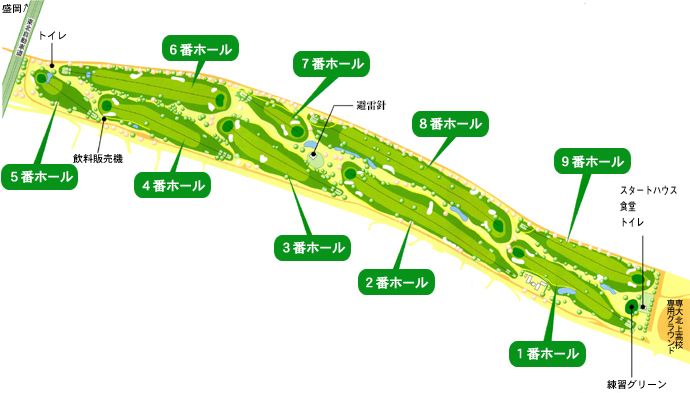 盛岡
東北自動車道
トイレ
6番ホール
7番ホール
避雷針
8番ホール
9番ホール
スタートハウス
食堂
トイレ
飲料販売機
5番ホール
4番ホール
3番ホール
2番ホール
1番ホール
専大北上高校
専用グラウンド
練習グリーン